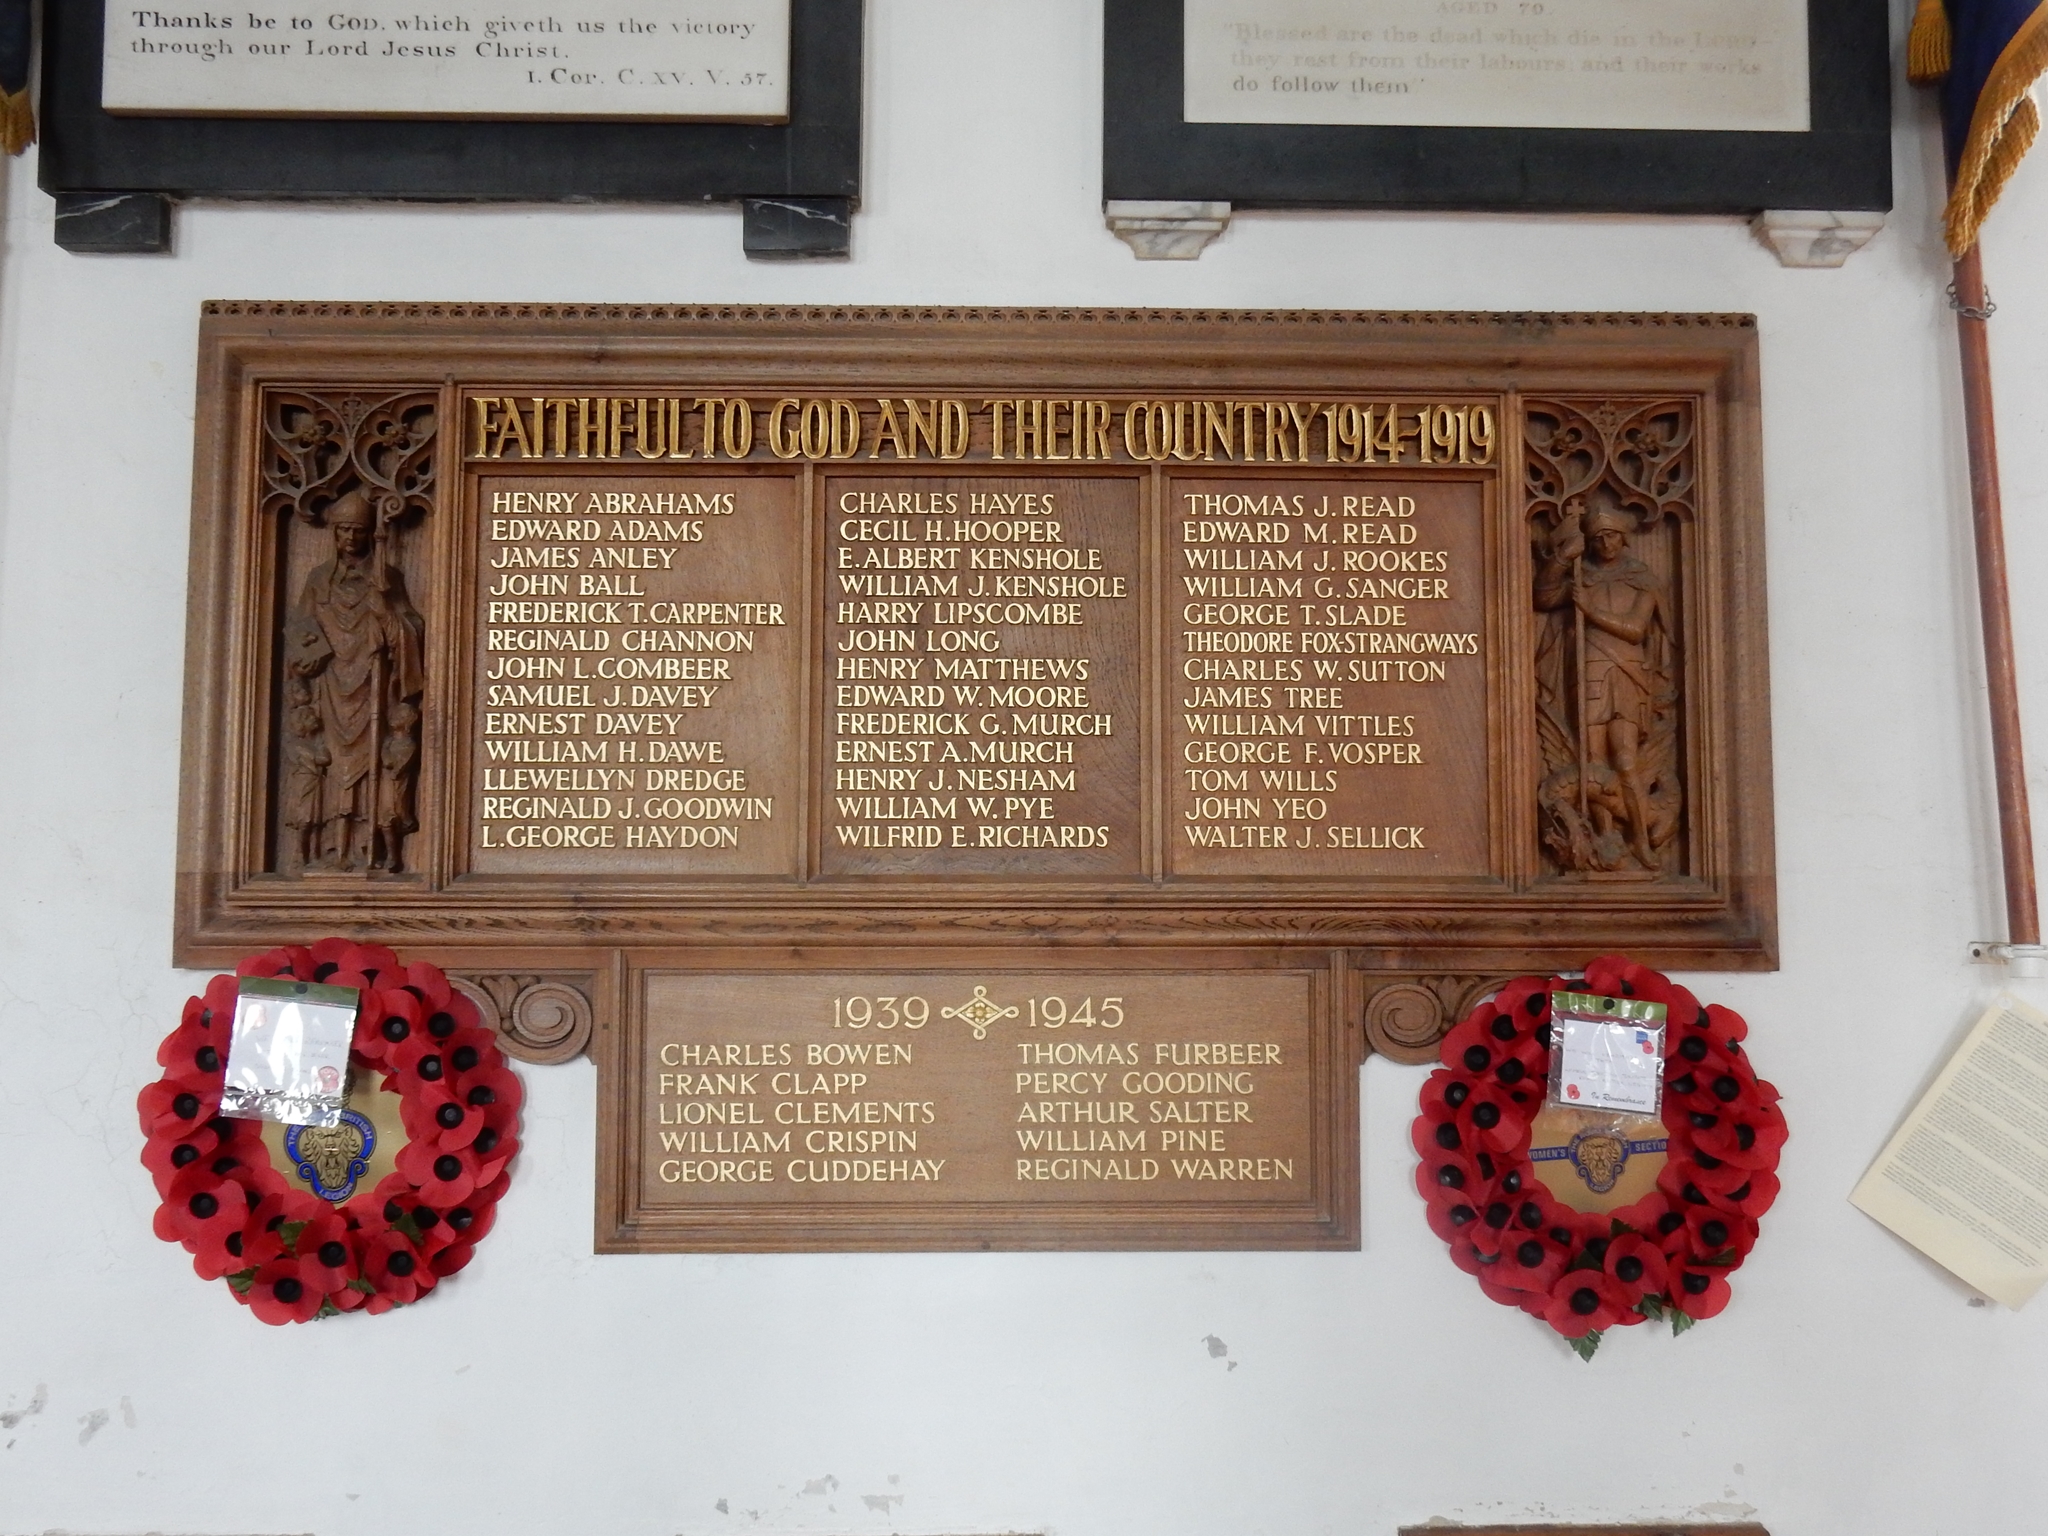 Thanks be to GOD. which giveth us the victory
through our Lord Jesus Christ.
I. Cor. C. XV. V. 57.
AGED 70.
"Blessed are the dead which die in the LORD—
they rest from their labours; and their works
do follow them"
FAITHFUL TO GOD AND THEIR COUNTRY 1914-1919
HENRY ABRAHAMS
EDWARD ADAMS
JAMES ANLEY
JOHN BALL
FREDERICK T. CARPENTER
REGINALD CHANNON
JOHN L. COMBEER
SAMUEL J. DAVEY
ERNEST DAVEY
WILLIAM H. DAWE
LLEWELLYN DREDGE
REGINALD J. GOODWIN
L. GEORGE HAYDON
CHARLES HAYES
CECIL H. HOOPER
E. ALBERT KENSHOLE
WILLIAM J. KENSHOLE
HARRY LIPSCOMBE
JOHN LONG
HENRY MATTHEWS
EDWARD W. MOORE
FREDERICK G. MURCH
ERNEST A. MURCH
HENRY J. NESHAM
WILLIAM W. PYE
WILFRID E. RICHARDS
THOMAS J. READ
EDWARD M. READ
WILLIAM J. ROOKES
WILLIAM G. SANGER
GEORGE T. SLADE
THEODORE FOX-STRANGWAYS
CHARLES W. SUTTON
JAMES TREE
WILLIAM VITTLES
GEORGE F. VOSPER
TOM WILLS
JOHN YEO
WALTER J. SELLICK
1939 1945
CHARLES BOWEN
FRANK CLAPP
LIONEL CLEMENTS
WILLIAM CRISPIN
GEORGE CUDDEHAY
THOMAS FURBEER
PERCY GOODING
ARTHUR SALTER
WILLIAM PINE
REGINALD WARREN
LEGION
In Remembrance
WOMEN'S SECTIO